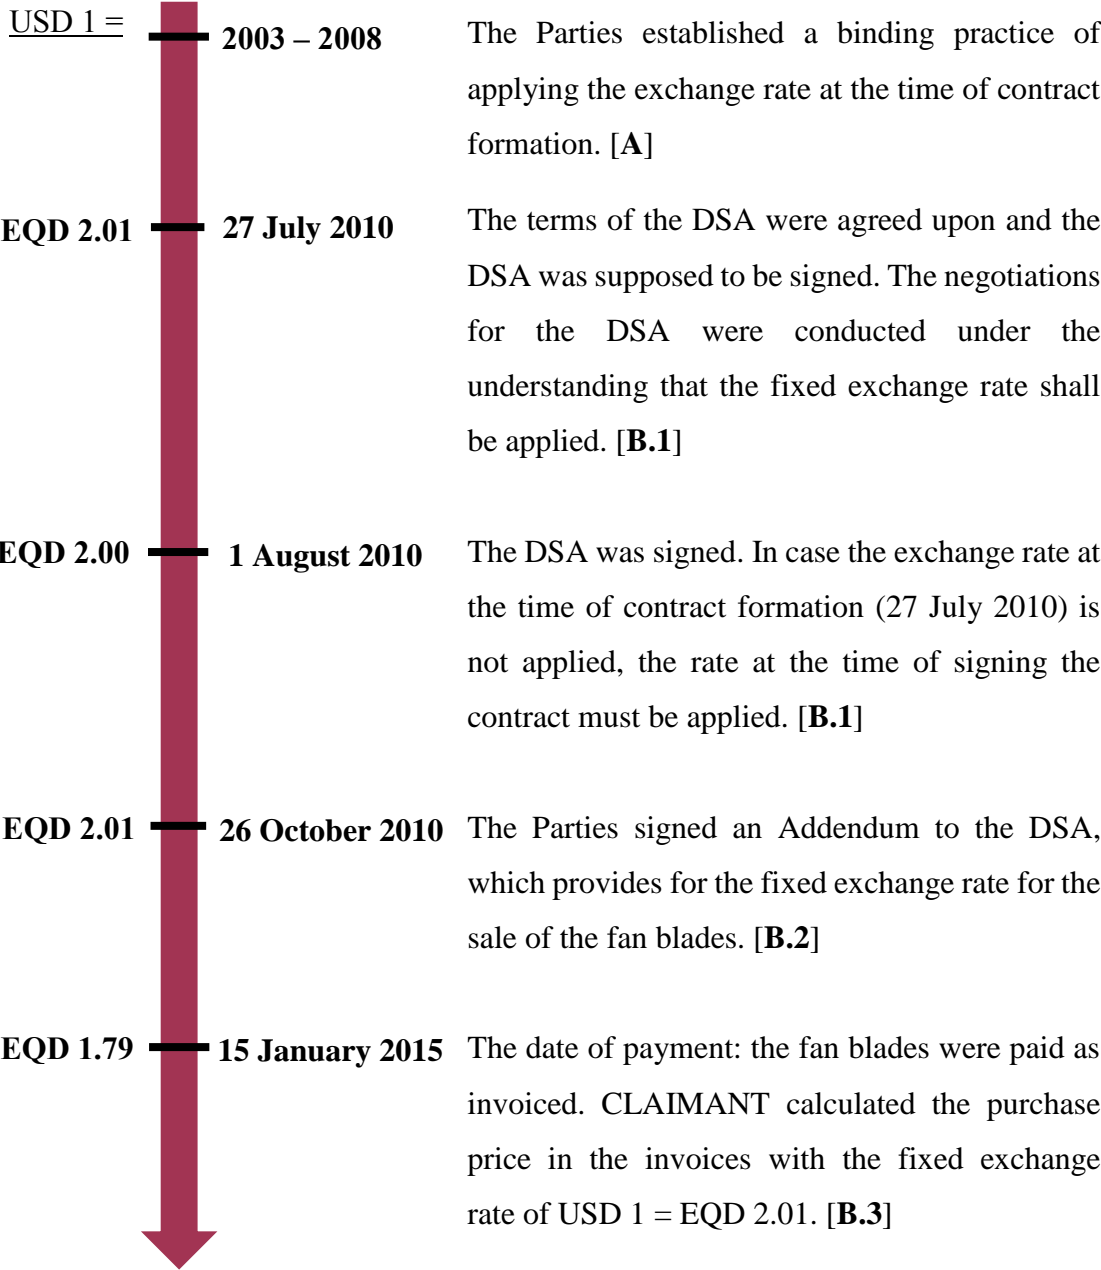 USD 1 =
2003 – 2008
The Parties established a binding practice of
applying the exchange rate at the time of contract
formation. [A]
EQD 2.01
27 July 2010
The terms of the DSA were agreed upon and the
DSA was supposed to be signed. The negotiations
for the DSA were conducted under the
understanding that the fixed exchange rate shall
be applied. [B.1]
EQD 2.00
1 August 2010
The DSA was signed. In case the exchange rate at
the time of contract formation (27 July 2010) is
not applied, the rate at the time of signing the
contract must be applied. [B.1]
EQD 2.01
26 October 2010
The Parties signed an Addendum to the DSA,
which provides for the fixed exchange rate for the
sale of the fan blades. [B.2]
EQD 1.79
15 January 2015
The date of payment: the fan blades were paid as
invoiced. CLAIMANT calculated the purchase
price in the invoices with the fixed exchange
rate of USD 1 = EQD 2.01. [B.3]